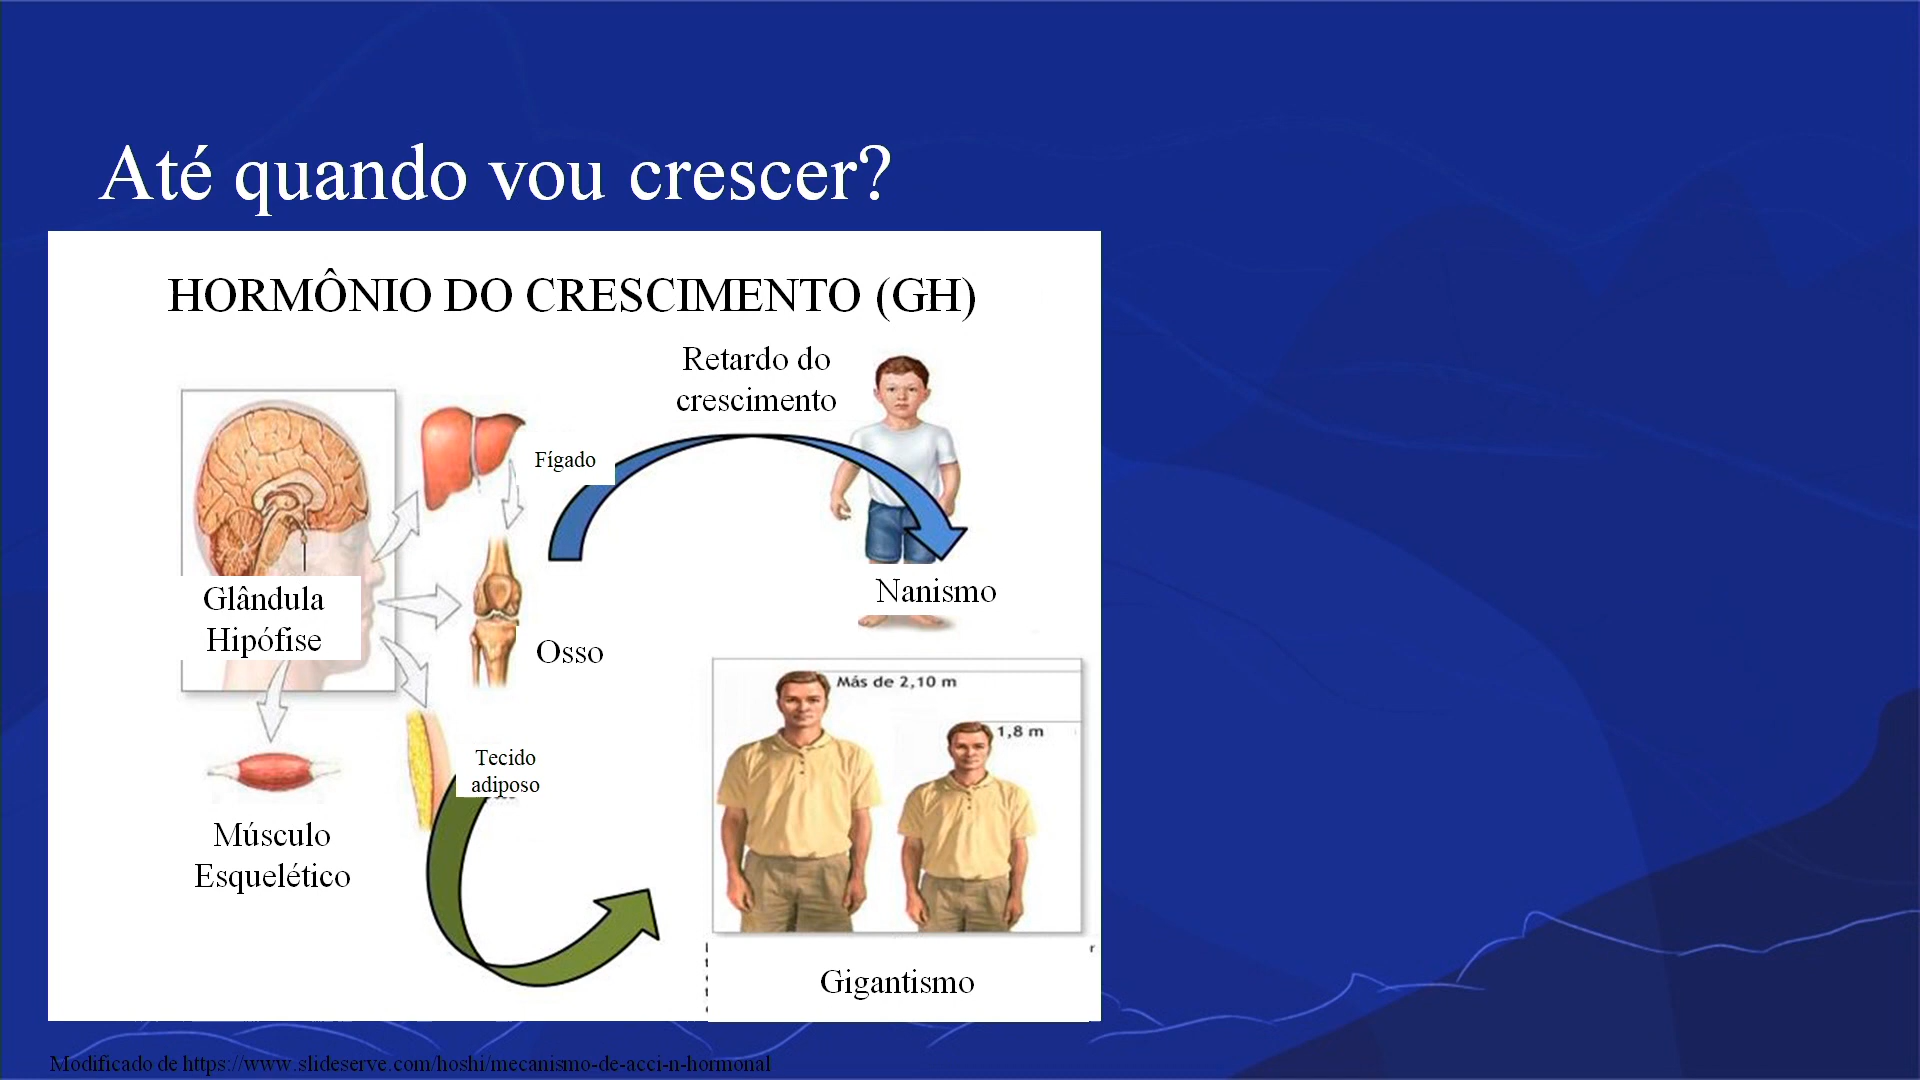 Até quando vou crescer?
HORMÔNIO DO CRESCIMENTO (GH)
Retardo do
crescimento
Fígado
Glândula
Hipófise
Nanismo
Osso
Más de 2,10 m
1,8 m
Tecido
adiposo
Músculo
Esquelético
Gigantismo
Modificado de https://www.slideserve.com/hoshi/mecanismo-de-acci-n-hormonal